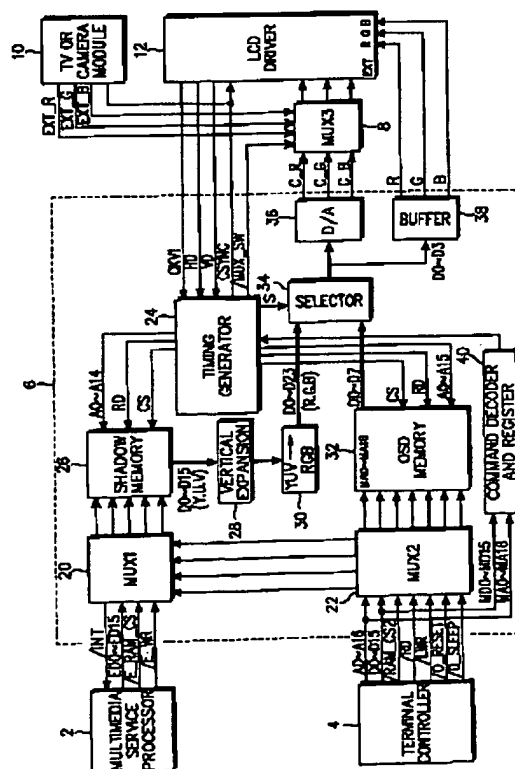 10
TV OR
CAMERA
MODULE
12
LCD
DRIVER
R G B
EXT
EXT_R
EXT_G
EXT_B
MUX3
8
C_R
C_G
C_B
R
G
B
CKV1
HD
VD
CSYNC
/MUX_SW
36
D/A
BUFFER
38
D0~D3
34
S
SELECTOR
24
TIMING
GENERATOR
6
A0~A14
RD
CS
D0~D23
(R,G,B)
D0~D7
CS
RD
A0~A15
40
26
SHADOW
MEMORY
D0~D15
(Y,U,V)
VERTICAL
EXPANSION
28
YUV→
RGB
30
32
OSD
MEMORY
COMMAND DECODER
AND REGISTER
20
MUX1
22
MUX2
MD0~MD15
MA0~MA18
/INT
ED0~ED15
/E_RAM_CS
/E_WR
A0~A16
D0~D15
/RAM_CS2
/RD
/LWR
/O_RESET
/O_SLEEP
2
MULTIMEDIA
SERVICE
PROCESSOR
4
TERMINAL
CONTROLLER